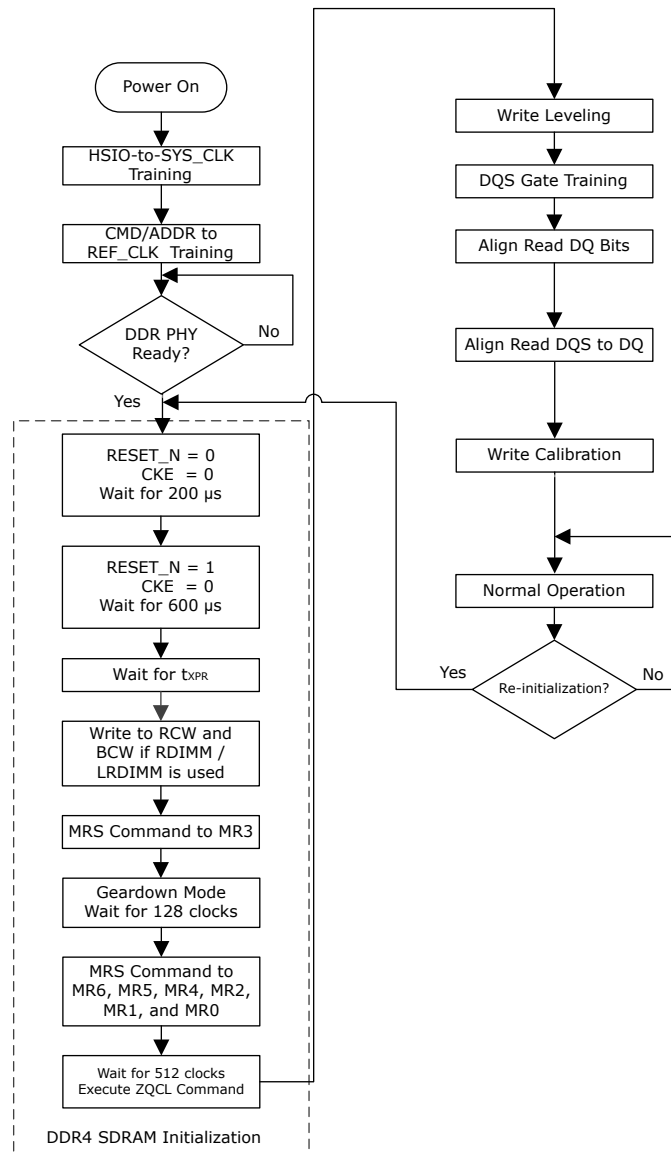 Power On
HSIO-to-SYS_CLK
Training
CMD/ADDR to
REF_CLK Training
DDR PHY
Ready?
No
Yes
RESET_N = 0
CKE = 0
Wait for 200 µs
RESET_N = 1
CKE = 0
Wait for 600 µs
Wait for tXPR
Write to RCW and
BCW if RDIMM /
LRDIMM is used
MRS Command to MR3
Geardown Mode
Wait for 128 clocks
MRS Command to
MR6, MR5, MR4, MR2,
MR1, and MR0
Wait for 512 clocks
Execute ZQCL Command
DDR4 SDRAM Initialization
Write Leveling
DQS Gate Training
Align Read DQ Bits
Align Read DQS to DQ
Write Calibration
Normal Operation
Yes
Re-initialization?
No